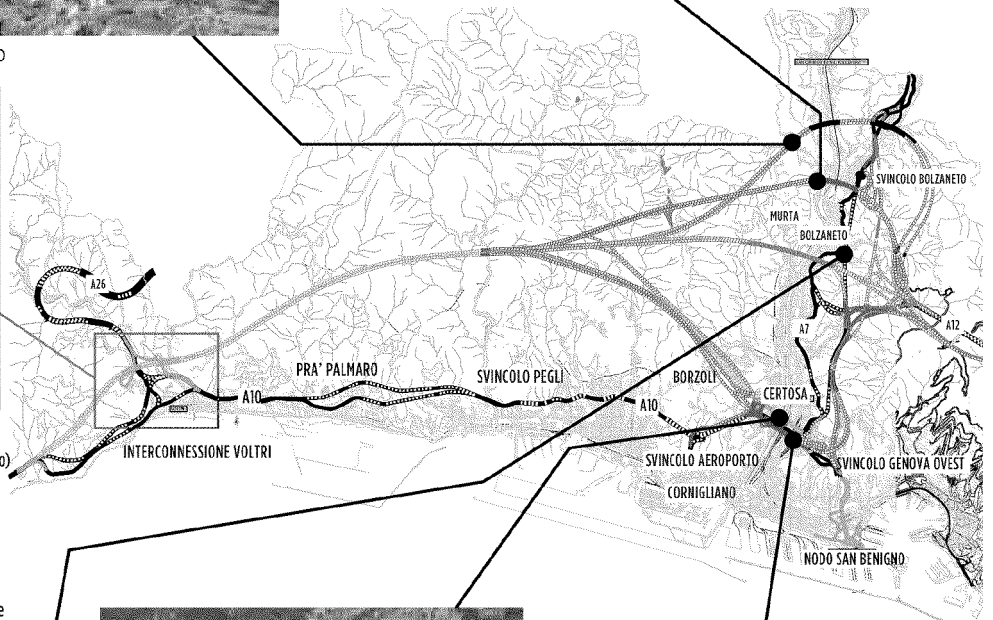 SVINCOLO BOLZANETO
MURTA
BOLZANETO
A26
A7
A12
PRA' PALMARO
SVINCOLO PEGLI
BORZOLI
CERTOSA
A10
A10
INTERCONNESSIONE VOLTRI
SVINCOLO AEROPORTO
SVINCOLO GENOVA OVEST
CORNIGLIANO
NODO SAN BENIGNO